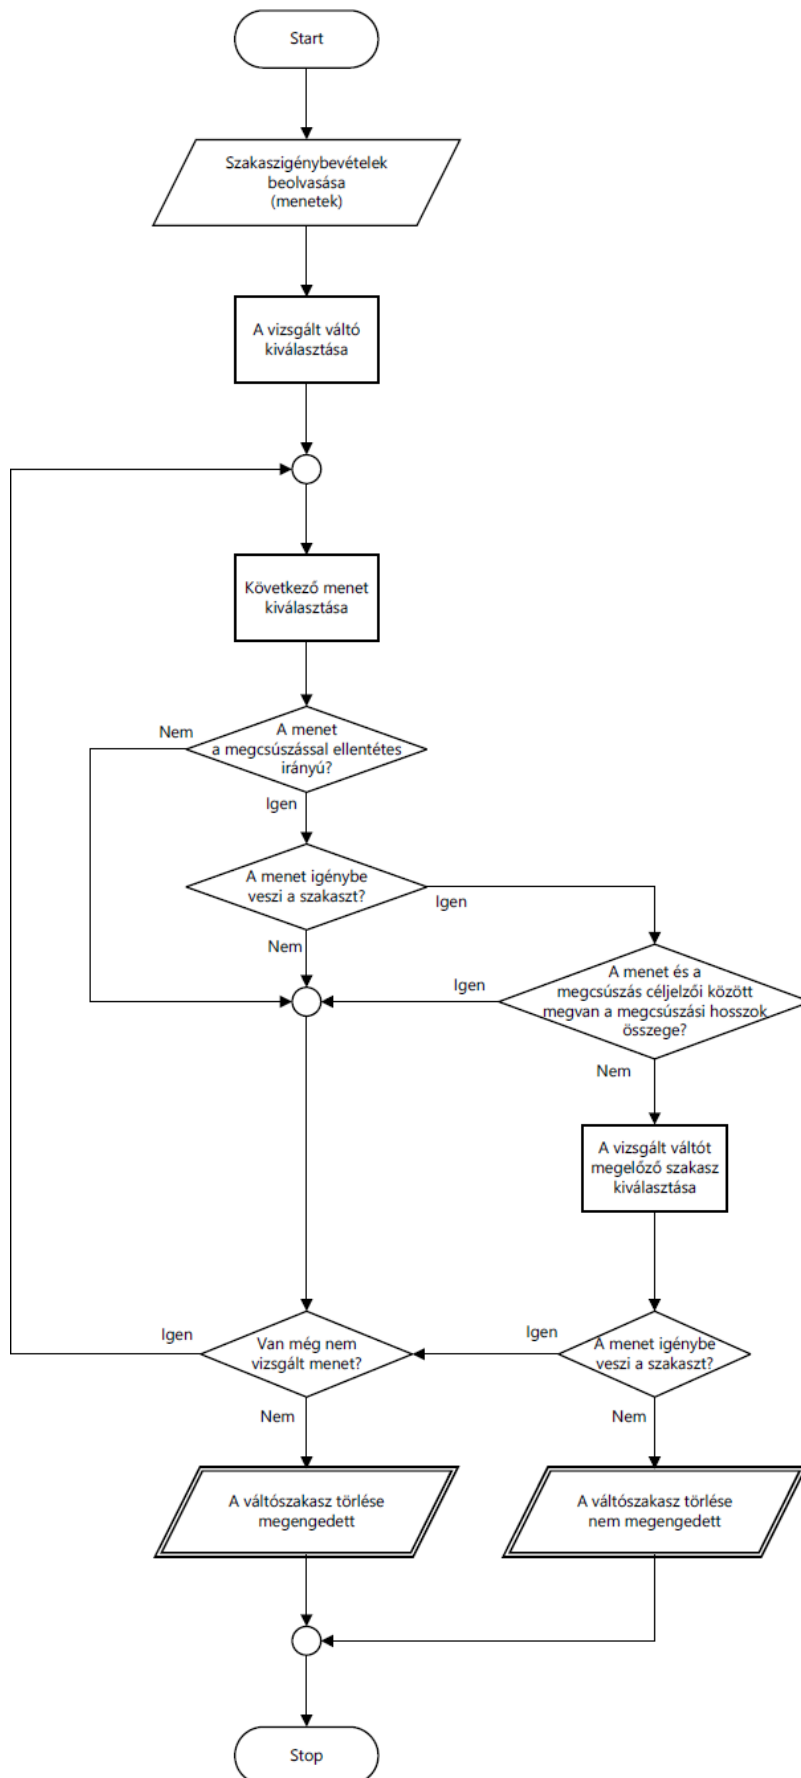 Start
Szakaszigénybevételek
beolvasása
(menetek)
A vizsgált váltó
kiválasztása
Következő menet
kiválasztása
Nem
A menet
a megcsúszással ellentétes
irányú?
Igen
A menet igénybe
veszi a szakaszt?
Igen
Nem
Igen
A menet és a
megcsúszás céljelzői között
megvan a megcsúszási hosszok
összege?
Nem
A vizsgált váltót
megelőző szakasz
kiválasztása
Igen
Van még nem
vizsgált menet?
Igen
A menet igénybe
veszi a szakaszt?
Nem
Nem
A váltószakasz törlése
megengedett
A váltószakasz törlése
nem megengedett
Stop